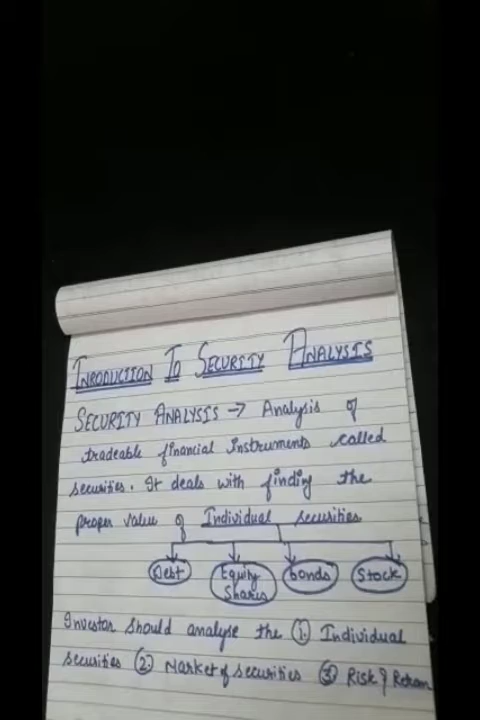 INRODUCTION TO SECURITY ANALYSIS
SECURITY ANALYSIS → Analysis of
tradeable financial Instruments called
securities. It deals with finding the
proper value of Individual securities
Debt Equity Shares bonds Stock
Investor should analyse the ①. Individual
securities ② Market of securities ③ Risk & Return